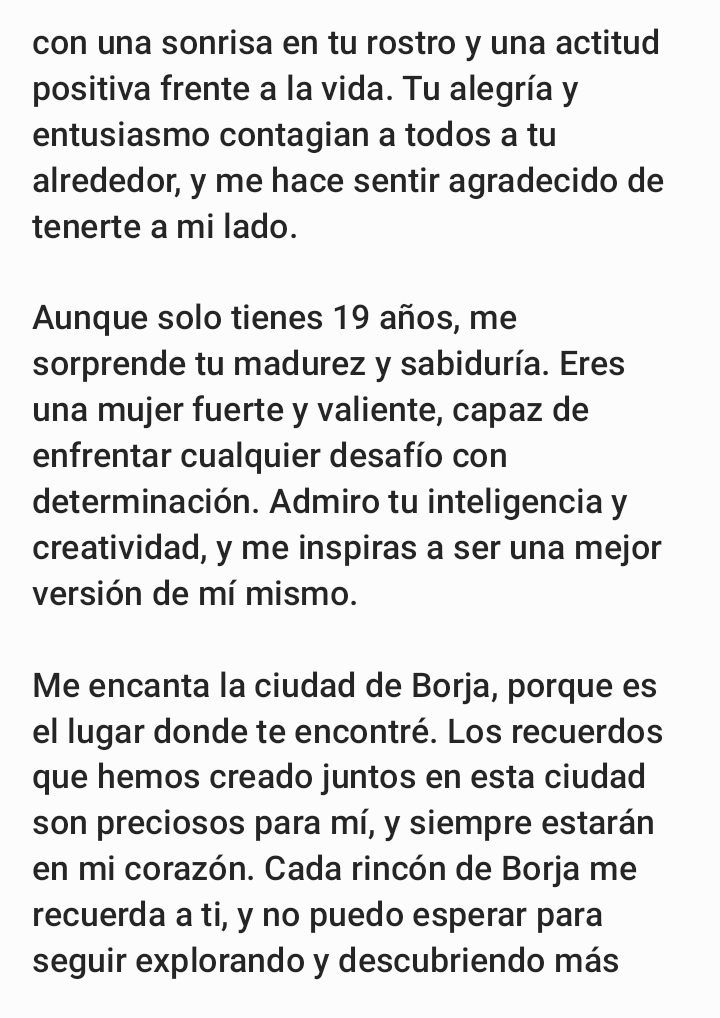 con una sonrisa en tu rostro y una actitud
positiva frente a la vida. Tu alegría y
entusiasmo contagian a todos a tu
alrededor, y me hace sentir agradecido de
tenerte a mi lado.
Aunque solo tienes 19 años, me
sorprende tu madurez y sabiduría. Eres
una mujer fuerte y valiente, capaz de
enfrentar cualquier desafío con
determinación. Admiro tu inteligencia y
creatividad, y me inspiras a ser una mejor
versión de mí mismo.
Me encanta la ciudad de Borja, porque es
el lugar donde te encontré. Los recuerdos
que hemos creado juntos en esta ciudad
son preciosos para mí, y siempre estarán
en mi corazón. Cada rincón de Borja me
recuerda a ti, y no puedo esperar para
seguir explorando y descubriendo más